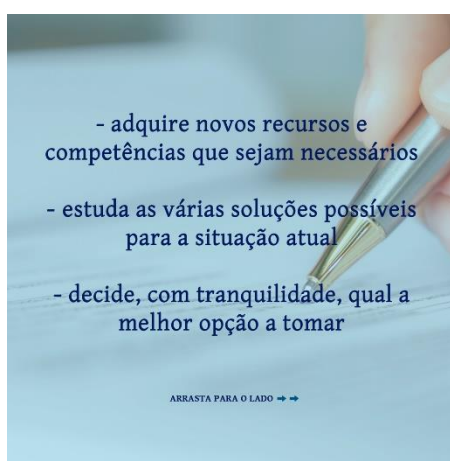 - adquire novos recursos e
competências que sejam necessários
- estuda as várias soluções possíveis
para a situação atual
- decide, com tranquilidade, qual a
melhor opção a tomar
ARRASTA PARA O LADO ➡ ➡